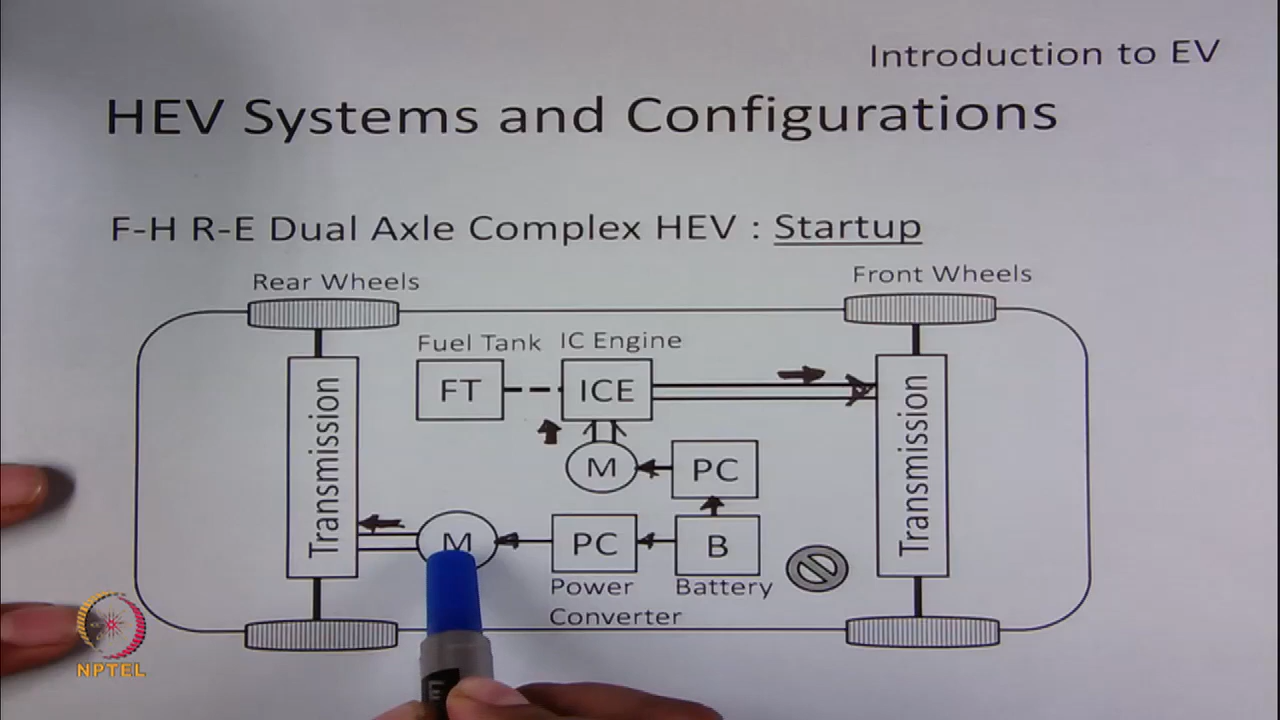 Introduction to EV
HEV Systems and Configurations
F-H R-E Dual Axle Complex HEV : Startup
Rear Wheels
Front Wheels
Fuel Tank
IC Engine
FT
ICE
Transmission
M
PC
Transmission
M
PC
B
Power
Converter
Battery
NPTEL